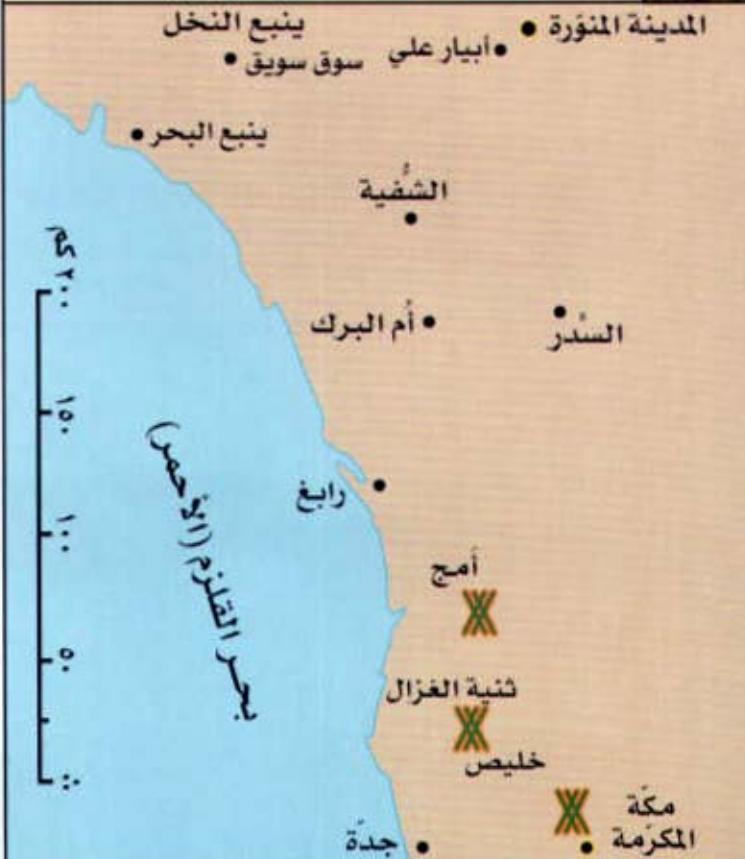 المدينة المنوّرة
أبيار علي
ينبع النخل
سوق سويق
ينبع البحر
الشُّفية
السُّدر
أم البرك
رابغ
أمج
ثنية الغزال
خليص
مكّة
المكرّمة
جدّة
بحر القلزم (الأحمر)
٢٠٠ كم
١٥٠
١٠٠
٥٠